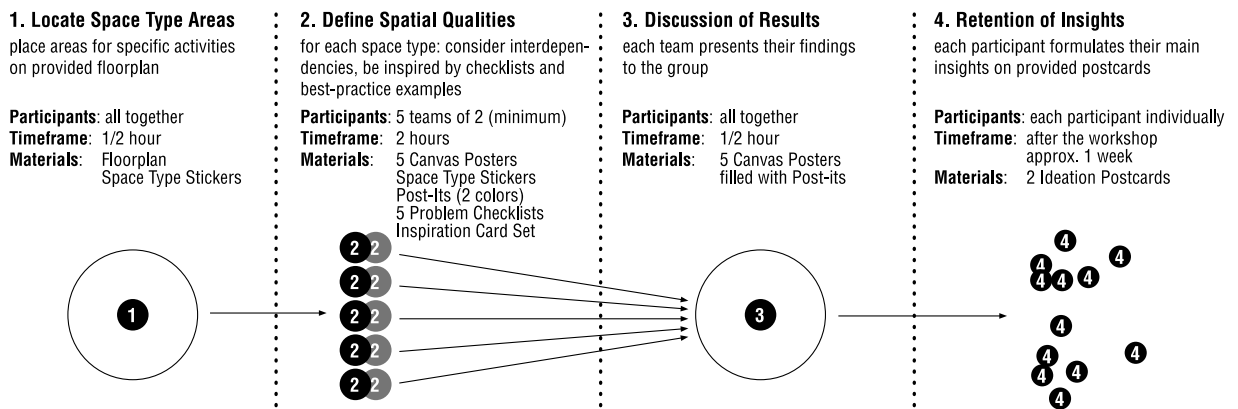 1. Locate Space Type Areas
place areas for specific activities
on provided floorplan
Participants: all together
Timeframe: 1/2 hour
Materials: Floorplan
Space Type Stickers
1
2. Define Spatial Qualities
for each space type: consider interdepen-
dencies, be inspired by checklists and
best-practice examples
Participants: 5 teams of 2 (minimum)
Timeframe: 2 hours
Materials: 5 Canvas Posters
Space Type Stickers
Post-Its (2 colors)
5 Problem Checklists
Inspiration Card Set
2 2
2 2
2 2
2 2
2 2
3. Discussion of Results
each team presents their findings
to the group
Participants: all together
Timeframe: 1/2 hour
Materials: 5 Canvas Posters
filled with Post-its
3
4. Retention of Insights
each participant formulates their main
insights on provided postcards
Participants: each participant individually
Timeframe: after the workshop
approx. 1 week
Materials: 2 Ideation Postcards
4
4
4
4 4 4
4
4 4
4 4
4